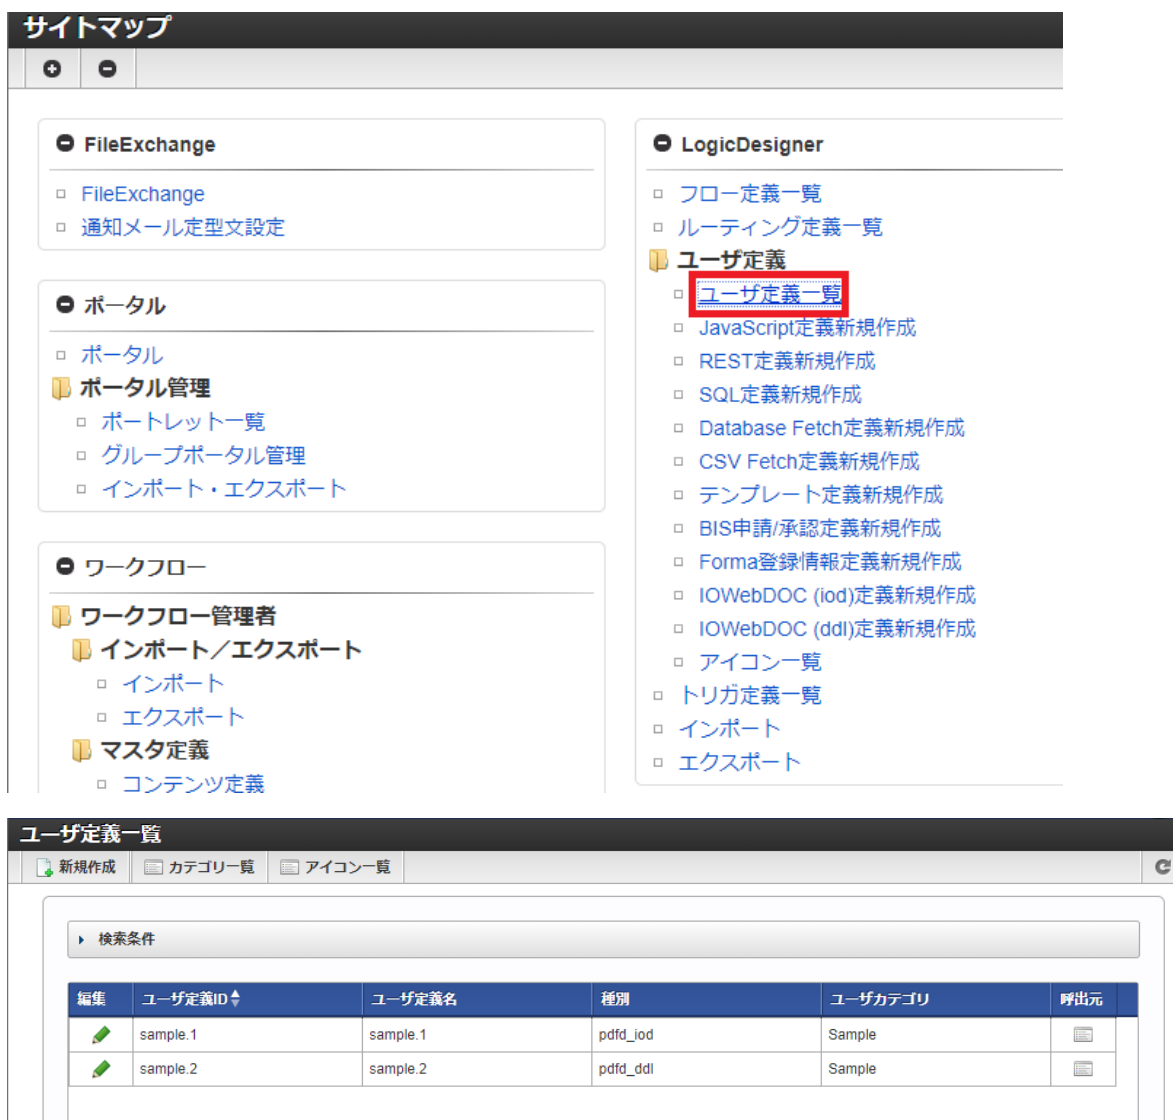 サイトマップ
FileExchange
FileExchange
通知メール定型文設定
ポータル
ポータル
ポータル管理
ポートレット一覧
グループポータル管理
インポート・エクスポート
ワークフロー
ワークフロー管理者
インポート／エクスポート
インポート
エクスポート
マスタ定義
コンテンツ定義
LogicDesigner
フロー定義一覧
ルーティング定義一覧
ユーザ定義
ユーザ定義一覧
JavaScript定義新規作成
REST定義新規作成
SQL定義新規作成
Database Fetch定義新規作成
CSV Fetch定義新規作成
テンプレート定義新規作成
BIS申請/承認定義新規作成
Forma登録情報定義新規作成
IOWebDOC (iod)定義新規作成
IOWebDOC (ddl)定義新規作成
アイコン一覧
トリガ定義一覧
インポート
エクスポート
ユーザ定義一覧
新規作成 カテゴリ一覧 アイコン一覧
検索条件
編集 ユーザ定義ID ユーザ定義名 種別 ユーザカテゴリ 呼出元
sample.1 sample.1 pdfd_iod Sample
sample.2 sample.2 pdfd_ddl Sample